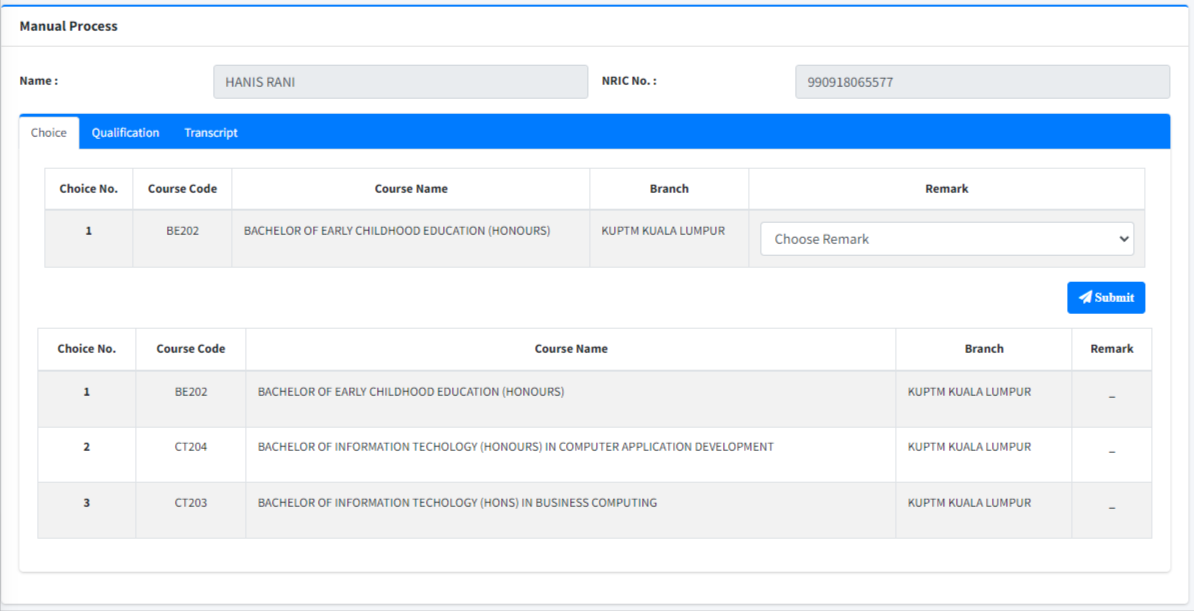 Manual Process
Name : HANIS RANI NRIC No. : 990918065577
Choice Qualification Transcript
Choice No. Course Code Course Name Branch Remark
1 BE202 BACHELOR OF EARLY CHILDHOOD EDUCATION (HONOURS) KUPTM KUALA LUMPUR Choose Remark
Submit
Choice No. Course Code Course Name Branch Remark
1 BE202 BACHELOR OF EARLY CHILDHOOD EDUCATION (HONOURS) KUPTM KUALA LUMPUR _
2 CT204 BACHELOR OF INFORMATION TECHOLOGY (HONOURS) IN COMPUTER APPLICATION DEVELOPMENT KUPTM KUALA LUMPUR _
3 CT203 BACHELOR OF INFORMATION TECHOLOGY (HONS) IN BUSINESS COMPUTING KUPTM KUALA LUMPUR _